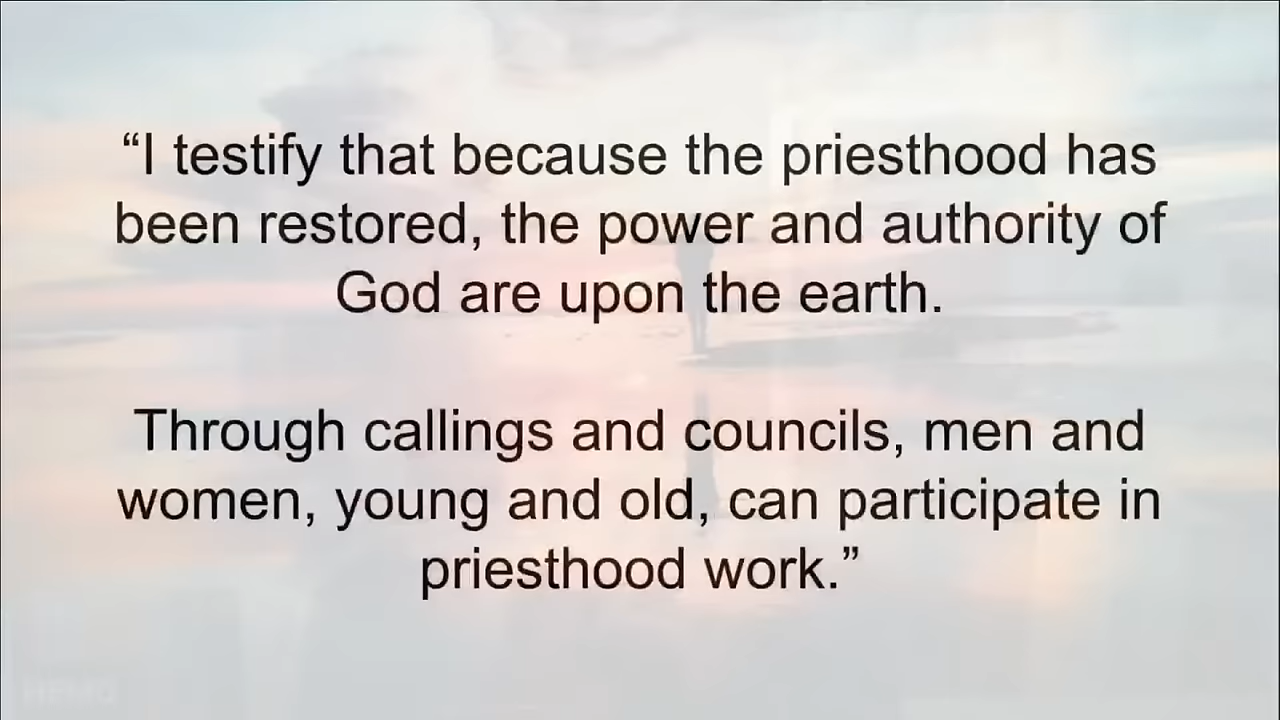 “I testify that because the priesthood has
been restored, the power and authority of
God are upon the earth.
Through callings and councils, men and
women, young and old, can participate in
priesthood work.”